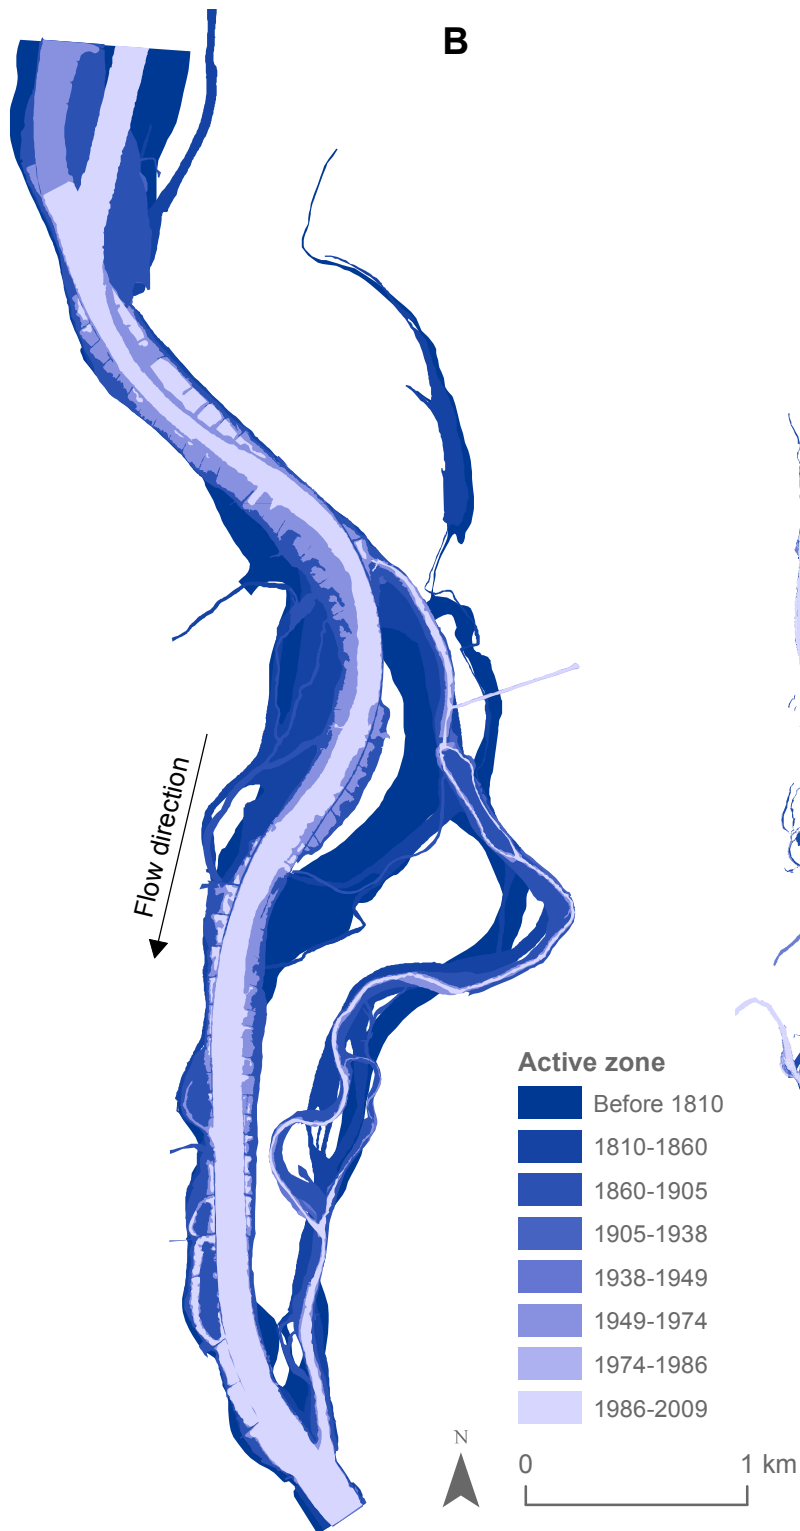 B
Flow direction
Active zone
Before 1810
1810-1860
1860-1905
1905-1938
1938-1949
1949-1974
1974-1986
1986-2009
N
0 1 km